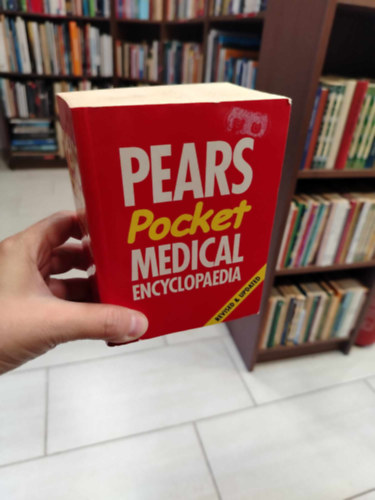 PEARS
Pocket
MEDICAL
ENCYCLOPAEDIA
REVISED & UPDATED